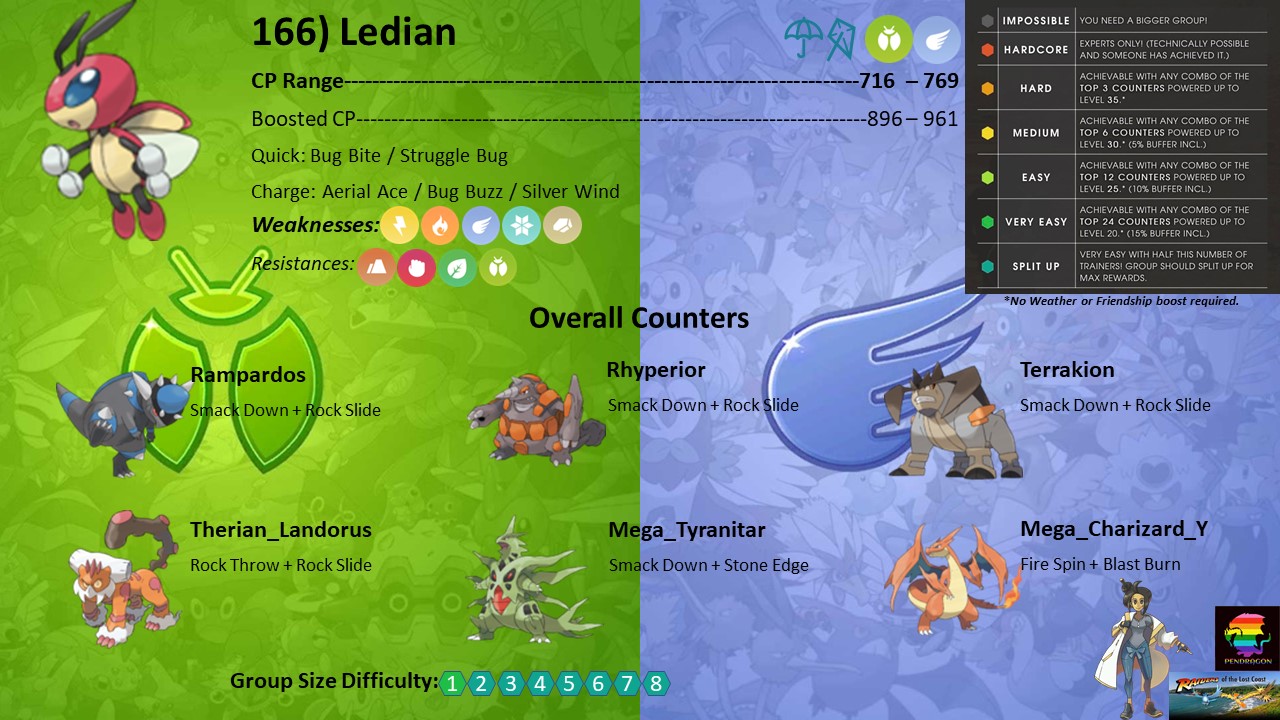 166) Ledian
CP Range---716 – 769
Boosted CP---896 – 961
Quick: Bug Bite / Struggle Bug
Charge: Aerial Ace / Bug Buzz / Silver Wind
Weaknesses:
Resistances:
IMPOSSIBLE YOU NEED A BIGGER GROUP!
HARDCORE EXPERTS ONLY! (TECHNICALLY POSSIBLE
AND SOMEONE HAS ACHIEVED IT.)
HARD ACHIEVABLE WITH ANY COMBO OF THE
TOP 3 COUNTERS POWERED UP TO
LEVEL 35.*
MEDIUM ACHIEVABLE WITH ANY COMBO OF THE
TOP 6 COUNTERS POWERED UP TO
LEVEL 30.* (5% BUFFER INCL.)
EASY ACHIEVABLE WITH ANY COMBO OF THE
TOP 12 COUNTERS POWERED UP TO
LEVEL 25.* (10% BUFFER INCL.)
VERY EASY ACHIEVABLE WITH ANY COMBO OF THE
TOP 24 COUNTERS POWERED UP TO
LEVEL 20.* (15% BUFFER INCL.)
SPLIT UP VERY EASY WITH HALF THIS NUMBER OF
TRAINERS! GROUP SHOULD SPLIT UP FOR
MAX REWARDS.
*No Weather or Friendship boost required.
Overall Counters
Rampardos
Smack Down + Rock Slide
Rhyperior
Smack Down + Rock Slide
Terrakion
Smack Down + Rock Slide
Therian_Landorus
Rock Throw + Rock Slide
Mega_Tyranitar
Smack Down + Stone Edge
Mega_Charizard_Y
Fire Spin + Blast Burn
Group Size Difficulty: 1 2 3 4 5 6 7 8
PENDRAGON
RAIDERS of the Lost Coast